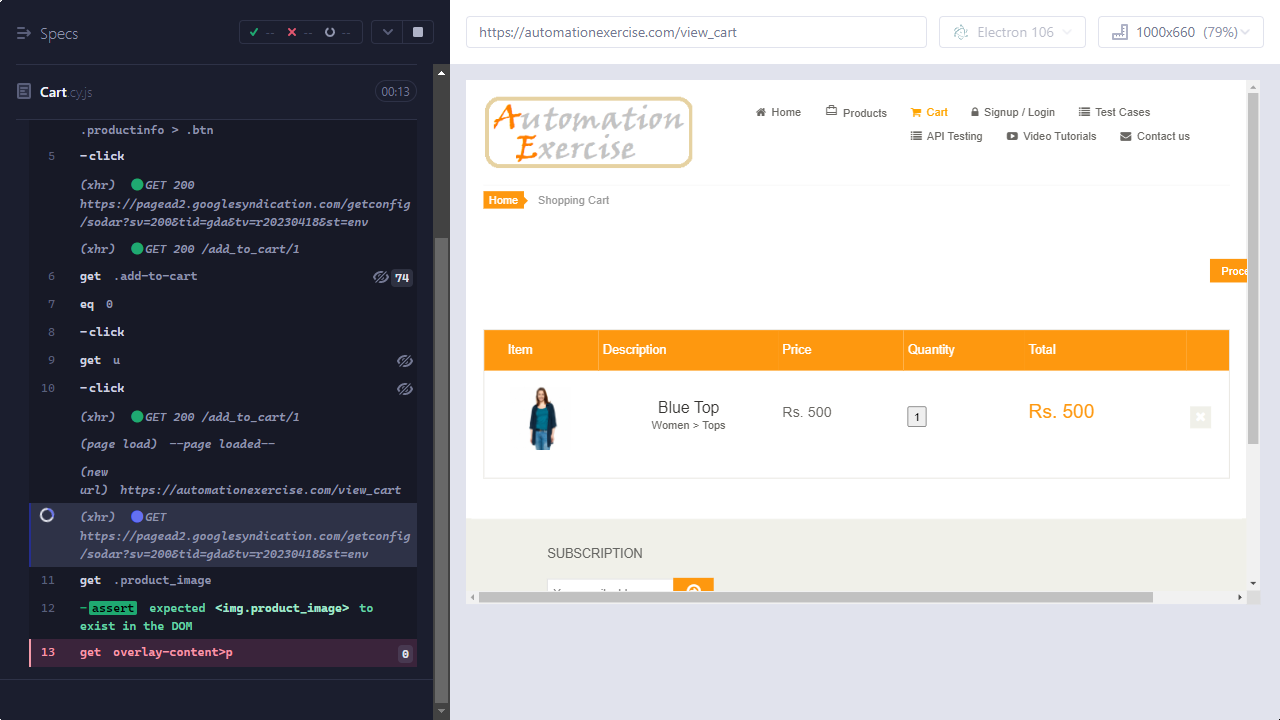 Specs
--
--
--
Cart.cy.js
00:13
.productinfo > .btn
5 -click
(xhr) GET 200
https://pagead2.googlesyndication.com/getconfig
/sodar?sv=200&tid=gda&tv=r20230418&st=env
(xhr) GET 200 /add_to_cart/1
6 get .add-to-cart 74
7 eq 0
8 -click
9 get u
10 -click
(xhr) GET 200 /add_to_cart/1
(page load) --page loaded--
(new
url) https://automationexercise.com/view_cart
(xhr) GET
https://pagead2.googlesyndication.com/getconfig
/sodar?sv=200&tid=gda&tv=r20230418&st=env
11 get .product_image
12 -assert expected <img.product_image> to
exist in the DOM
13 get overlay-content>p 0
https://automationexercise.com/view_cart
Electron 106
1000x660 (79%)
Automation
Exercise
Home Products Cart Signup / Login Test Cases
API Testing Video Tutorials Contact us
Home Shopping Cart
Proce
Item Description Price Quantity Total
Blue Top
Women > Tops
Rs. 500
1
Rs. 500
SUBSCRIPTION